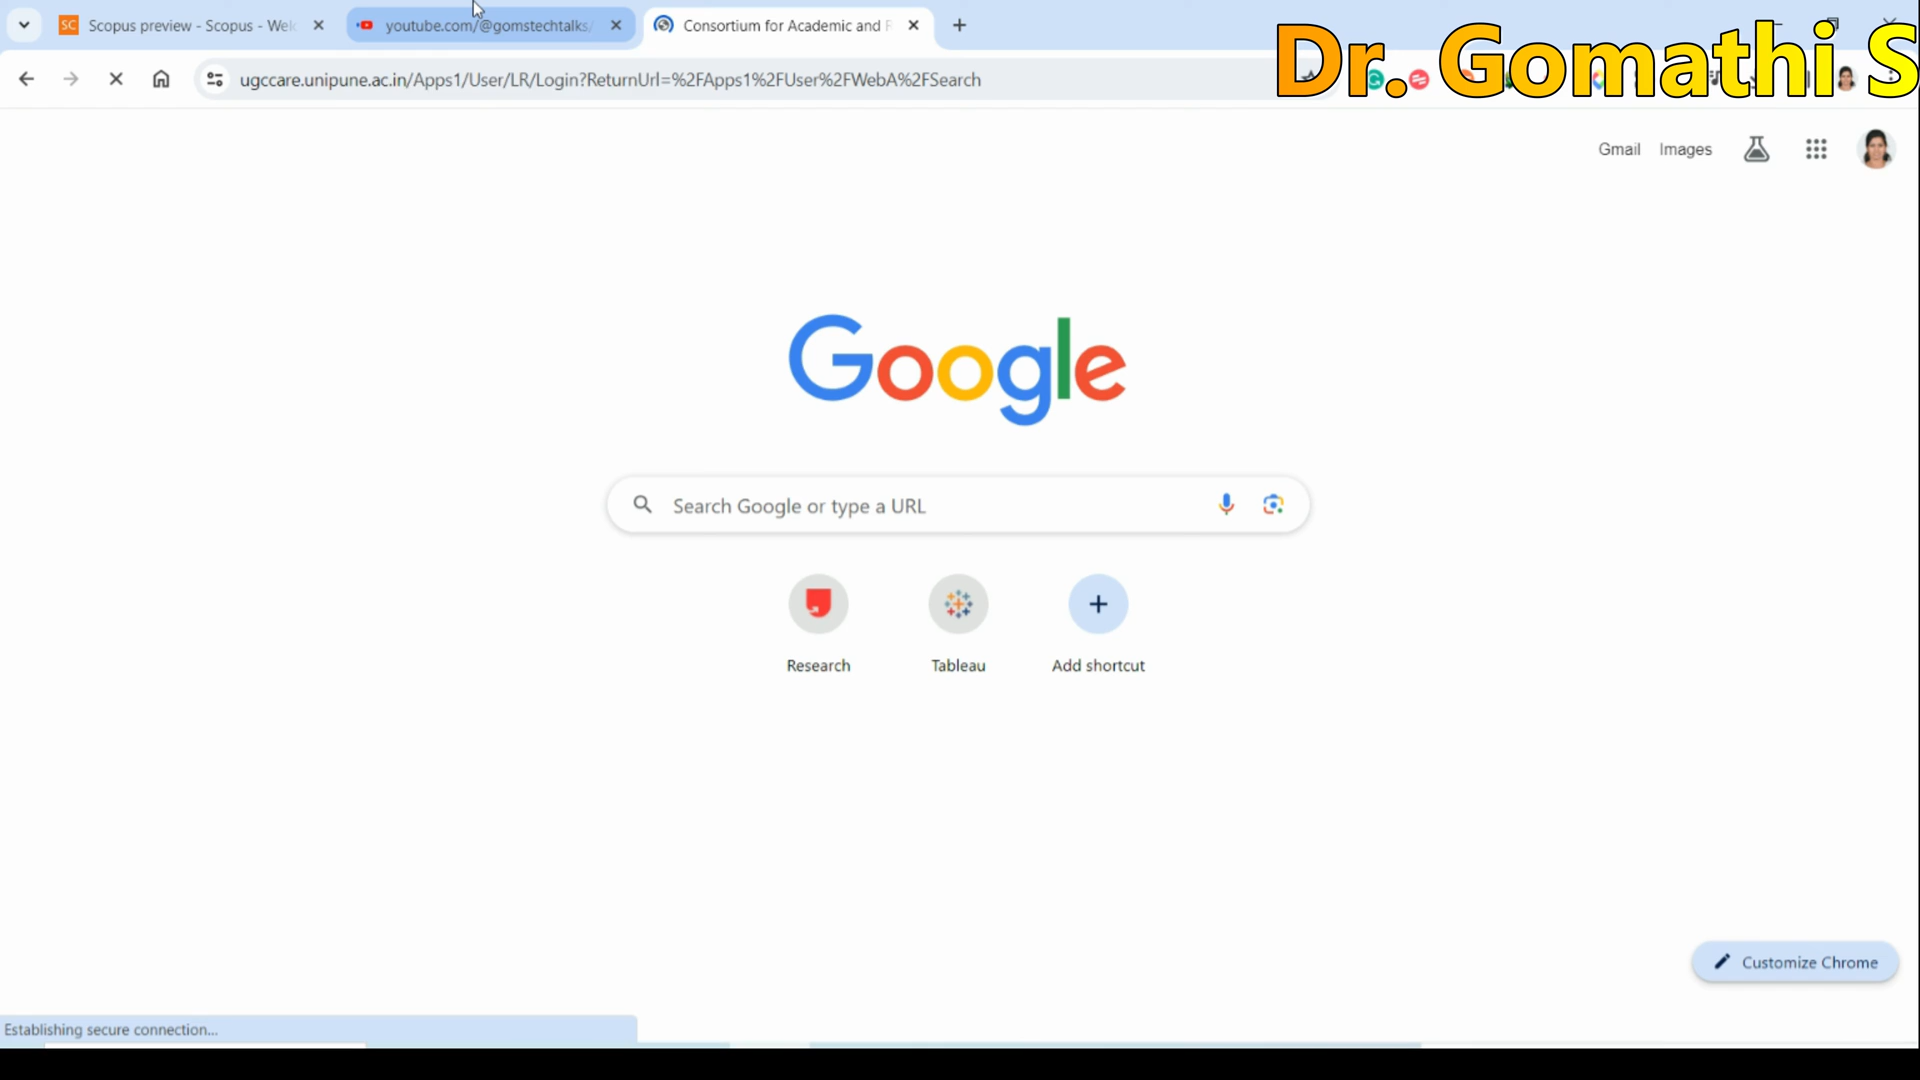 Scopus preview - Scopus - Wel
youtube.com/@gomstechtalks/
Consortium for Academic and R
Dr. Gomathi S
ugccare.unipune.ac.in/Apps1/User/LR/Login?ReturnUrl=%2FApps1%2FUser%2FWebA%2FSearch
Gmail Images
Google
Search Google or type a URL
Research Tableau Add shortcut
Customize Chrome
Establishing secure connection...